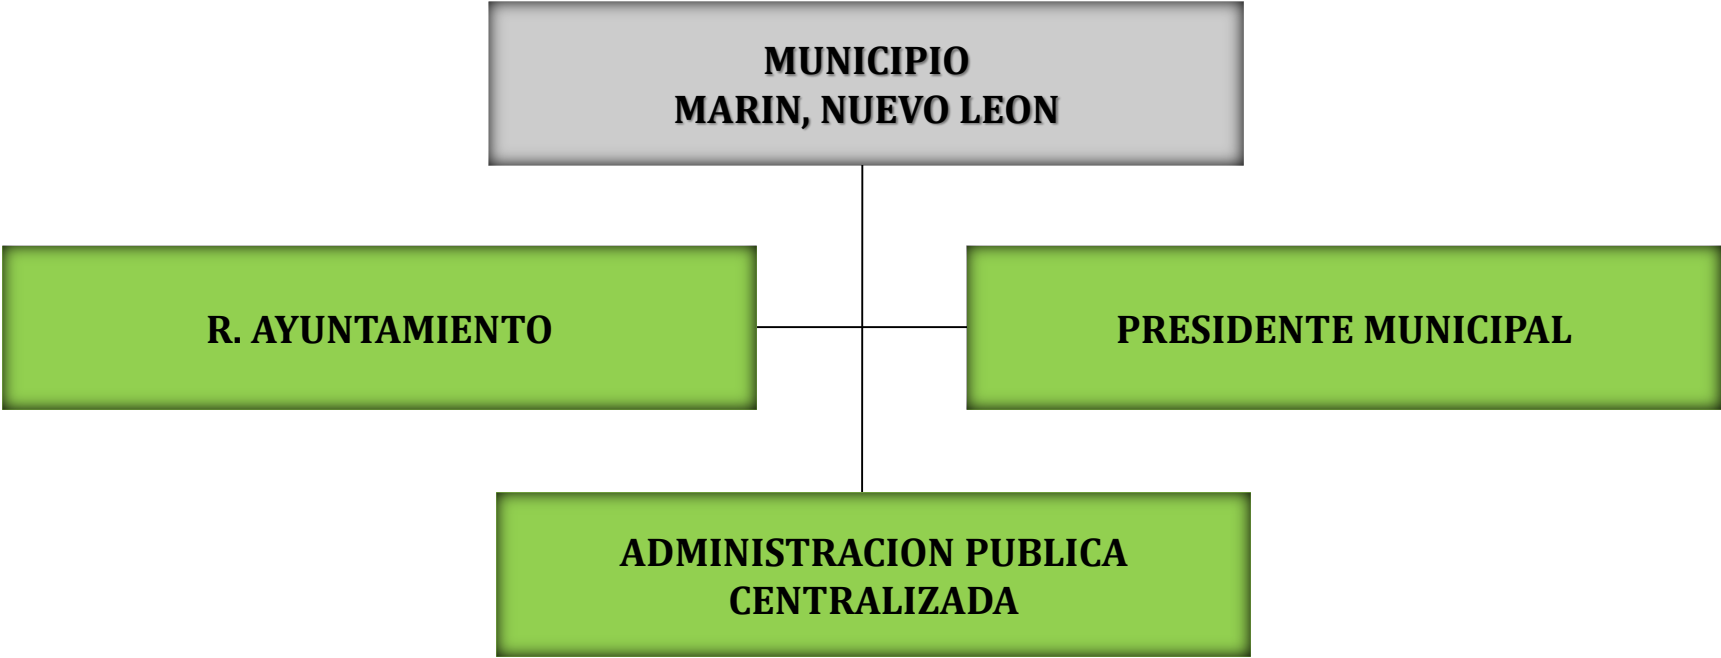 MUNICIPIO
MARIN, NUEVO LEON
R. AYUNTAMIENTO
PRESIDENTE MUNICIPAL
ADMINISTRACION PUBLICA
CENTRALIZADA